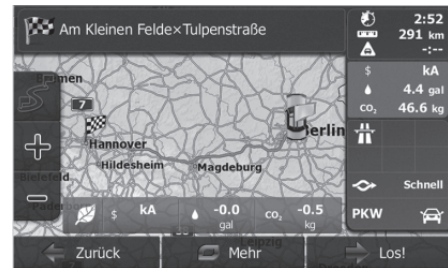 Am Kleinen Felde×Tulpenstraße
2:52
291 km
-:--
$ kA
4.4 gal
CO₂ 46.6 kg
Schnell
PKW
7
Hannover
Hildesheim
Magdeburg
Berlin
$ kA
-0.0 gal
CO₂ -0.5 kg
Leipzig
Zurück
Mehr
Los!